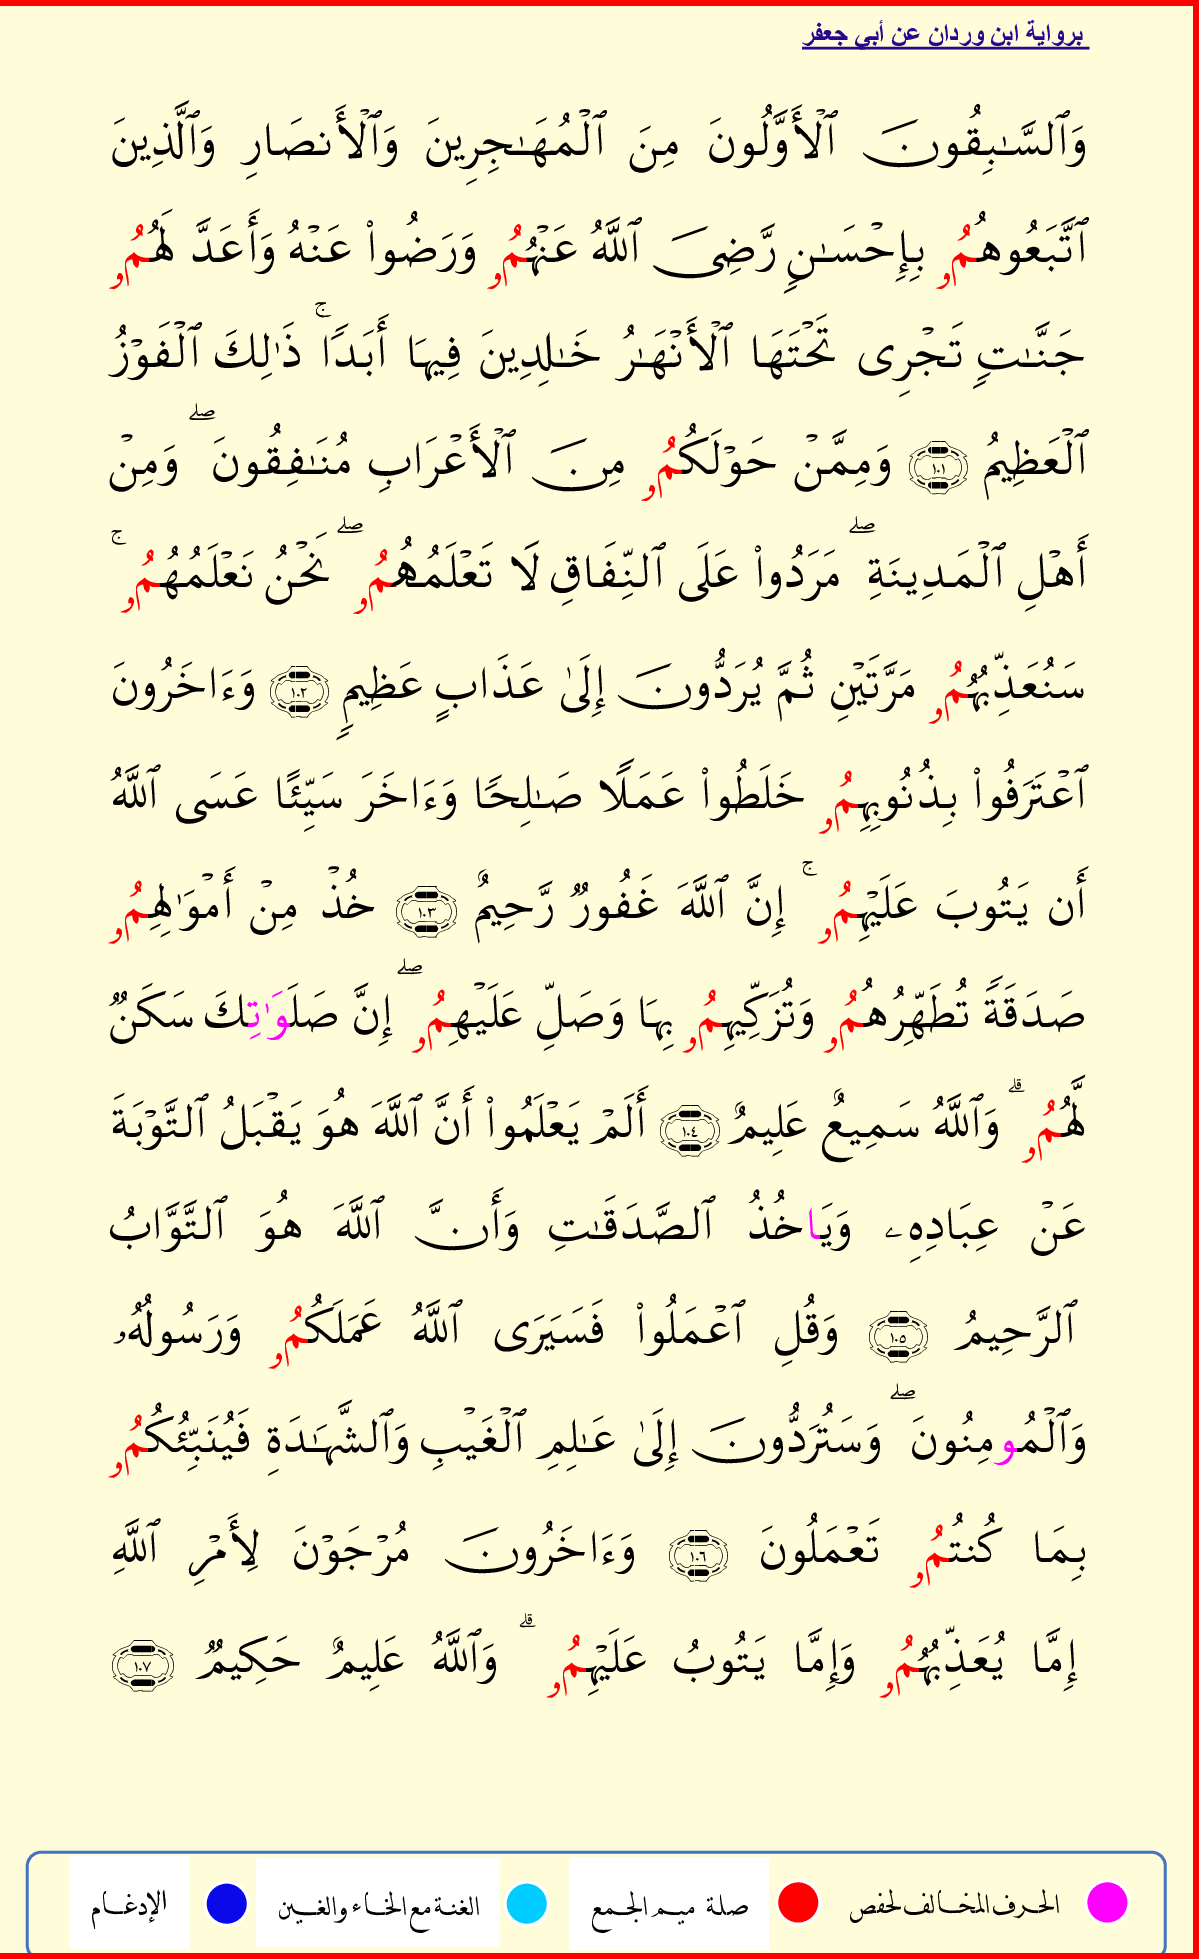 برواية ابن وردان عن أبي جعفر
وَٱلسَّـٰبِقُونَ ٱلۡأَوَّلُونَ مِنَ ٱلۡمُهَـٰجِرِينَ وَٱلۡأَنصَارِ وَٱلَّذِينَ
ٱتَّبَعُوهُمُۥ بِإِحۡسَـٰنٍ رَّضِىَ ٱللَّهُ عَنۡهُمُۥ وَرَضُوا۟ عَنۡهُ وَأَعَدَّ لَهُمُۥ
جَنَّـٰتٍ تَجۡرِى تَحۡتَهَا ٱلۡأَنۡهَـٰرُ خَـٰلِدِينَ فِيهَا أَبَدًا ۚ ذَٰلِكَ ٱلۡفَوۡزُ
ٱلۡعَظِيمُ ١٠١ وَمِمَّنۡ حَوۡلَكُمُۥ مِنَ ٱلۡأَعۡرَابِ مُنَـٰفِقُونَ ۖ وَمِنۡ
أَهۡلِ ٱلۡمَدِينَةِ ۖ مَرَدُوا۟ عَلَى ٱلنِّفَاقِ لَا تَعۡلَمُهُمُۥ ۖ نَحۡنُ نَعۡلَمُهُمُۥ ۚ
سَنُعَذِّبُهُمُۥ مَرَّتَيۡنِ ثُمَّ يُرَدُّونَ إِلَىٰ عَذَابٍ عَظِيمٍ ١٠٢ وَءَاخَرُونَ
ٱعۡتَرَفُوا۟ بِذُنُوبِهِمُۥ خَلَطُوا۟ عَمَلًا صَـٰلِحًا وَءَاخَرَ سَيِّئًا عَسَى ٱللَّهُ
أَن يَتُوبَ عَلَيۡهِمُۥ ۚ إِنَّ ٱللَّهَ غَفُورٌ رَّحِيمٌ ١٠٣ خُذۡ مِنۡ أَمۡوَٰلِهِمُۥ
صَدَقَةً تُطَهِّرُهُمُۥ وَتُزَكِّيهِمُۥ بِهَا وَصَلِّ عَلَيۡهِمُۥ ۖ إِنَّ صَلَوَٰتِكَ سَكَنٌ
لَّهُمُۥ ۗ وَٱللَّهُ سَمِيعٌ عَلِيمٌ ١٠٤ أَلَمۡ يَعۡلَمُوا۟ أَنَّ ٱللَّهَ هُوَ يَقۡبَلُ ٱلتَّوۡبَةَ
عَنۡ عِبَادِهِۦ وَيَاخُذُ ٱلصَّدَقَـٰتِ وَأَنَّ ٱللَّهَ هُوَ ٱلتَّوَّابُ
ٱلرَّحِيمُ ١٠٥ وَقُلِ ٱعۡمَلُوا۟ فَسَيَرَى ٱللَّهُ عَمَلَكُمُۥ وَرَسُولُهُۥ
وَٱلۡمُومِنُونَ ۖ وَسَتُرَدُّونَ إِلَىٰ عَـٰلِمِ ٱلۡغَيۡبِ وَٱلشَّهَـٰدَةِ فَيُنَبِّئُكُمُۥ
بِمَا كُنتُمُۥ تَعۡمَلُونَ ١٠٦ وَءَاخَرُونَ مُرۡجَوۡنَ لِأَمۡرِ ٱللَّهِ
إِمَّا يُعَذِّبُهُمُۥ وَإِمَّا يَتُوبُ عَلَيۡهِمُۥ ۗ وَٱللَّهُ عَلِيمٌ حَكِيمٌ ١٠٧
الحرف المخالف لحفص صلة ميم الجمع الغنة مع الخاء والغين الإدغام